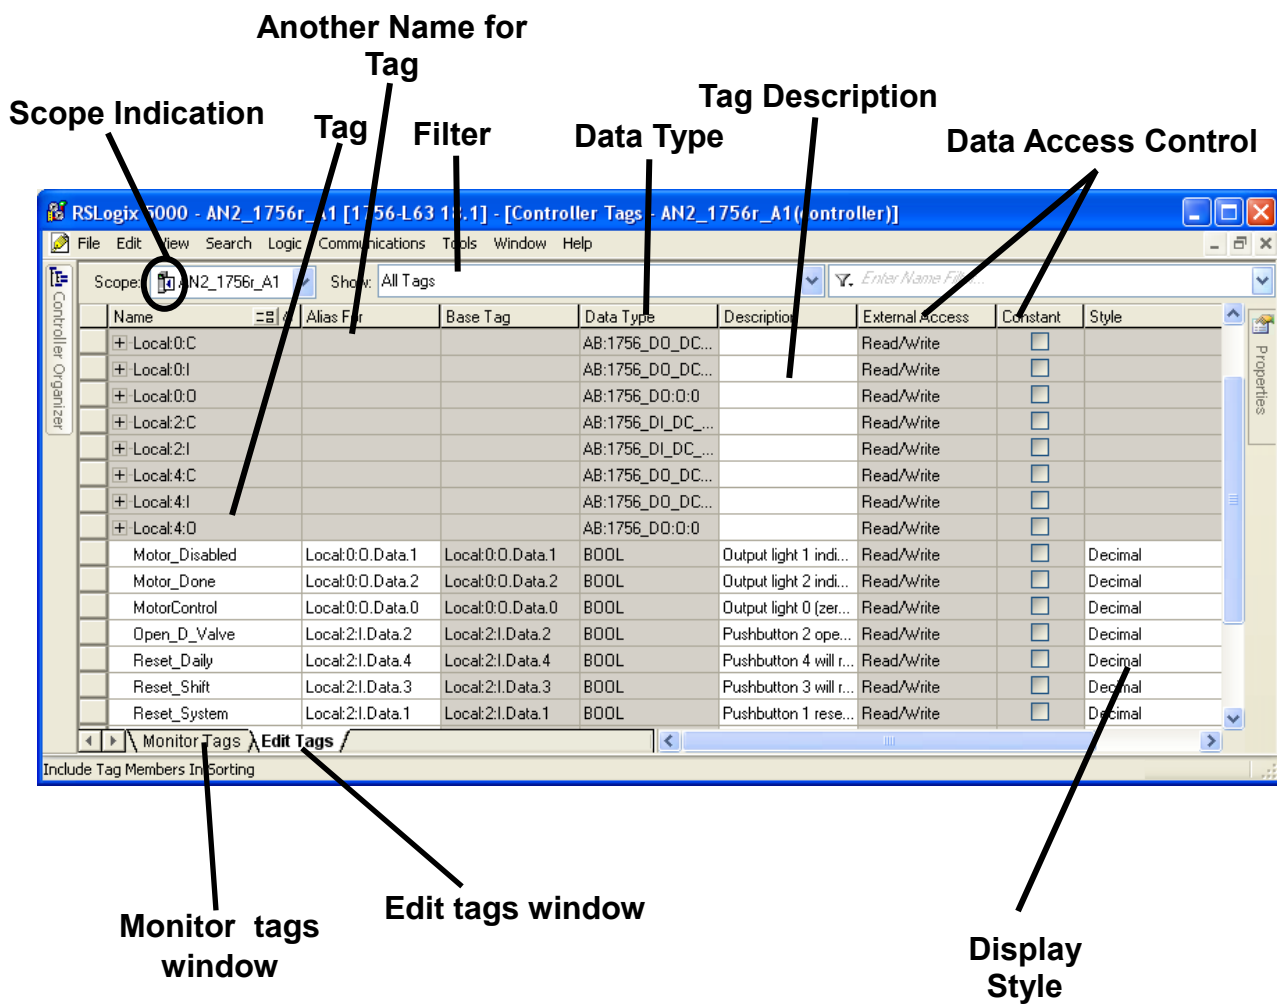 Another Name for
Tag
Scope Indication
Tag
Filter
Data Type
Tag Description
Data Access Control
RSLogix 5000 - AN2_1756r_A1 [1756-L63 18.1] - [Controller Tags - AN2_1756r_A1(controller)]
File Edit View Search Logic Communications Tools Window Help
Scope: AN2_1756r_A1 Show: All Tags Enter Name Filter...
Controller Organizer
Properties
Name Alias For Base Tag Data Type Description External Access Constant Style
Local:0:C AB:1756_DO_DC... Read/Write
Local:0:I AB:1756_DO_DC... Read/Write
Local:0:O AB:1756_DO:O:0 Read/Write
Local:2:C AB:1756_DI_DC_... Read/Write
Local:2:I AB:1756_DI_DC_... Read/Write
Local:4:C AB:1756_DO_DC... Read/Write
Local:4:I AB:1756_DO_DC... Read/Write
Local:4:O AB:1756_DO:O:0 Read/Write
Motor_Disabled Local:0:O.Data.1 Local:0:O.Data.1 BOOL Output light 1 indi... Read/Write Decimal
Motor_Done Local:0:O.Data.2 Local:0:O.Data.2 BOOL Output light 2 indi... Read/Write Decimal
MotorControl Local:0:O.Data.0 Local:0:O.Data.0 BOOL Output light 0 (zer... Read/Write Decimal
Open_D_Valve Local:2:I.Data.2 Local:2:I.Data.2 BOOL Pushbutton 2 ope... Read/Write Decimal
Reset_Daily Local:2:I.Data.4 Local:2:I.Data.4 BOOL Pushbutton 4 will r... Read/Write Decimal
Reset_Shift Local:2:I.Data.3 Local:2:I.Data.3 BOOL Pushbutton 3 will r... Read/Write Decimal
Reset_System Local:2:I.Data.1 Local:2:I.Data.1 BOOL Pushbutton 1 rese... Read/Write Decimal
Monitor Tags Edit Tags
Include Tag Members In Sorting
Monitor tags
window
Edit tags window
Display
Style